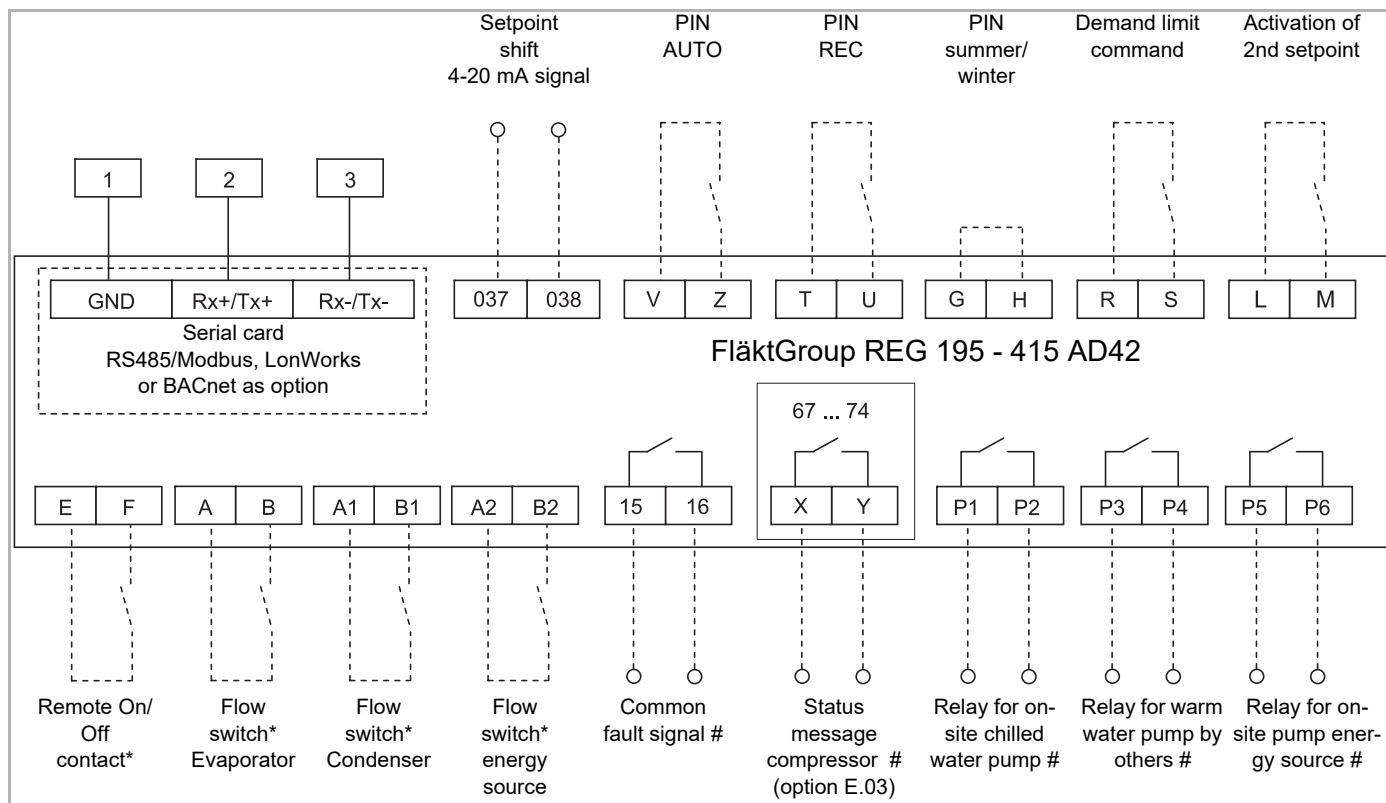 Setpoint
shift
4-20 mA signal
PIN
AUTO
PIN
REC
PIN
summer/
winter
Demand limit
command
Activation of
2nd setpoint
1
2
3
GND
Rx+/Tx+
Rx-/Tx-
037
038
V
Z
T
U
G
H
R
S
L
M
Serial card
RS485/Modbus, LonWorks
or BACnet as option
FläktGroup REG 195 - 415 AD42
67 ... 74
E
F
A
B
A1
B1
A2
B2
15
16
X
Y
P1
P2
P3
P4
P5
P6
Remote On/
Off
contact*
Flow
switch*
Evaporator
Flow
switch*
Condenser
Flow
switch*
energy
source
Common
fault signal #
Status
message
compressor #
(option E.03)
Relay for on-
site chilled
water pump #
Relay for warm
water pump by
others #
Relay for on-
site pump ener-
gy source #